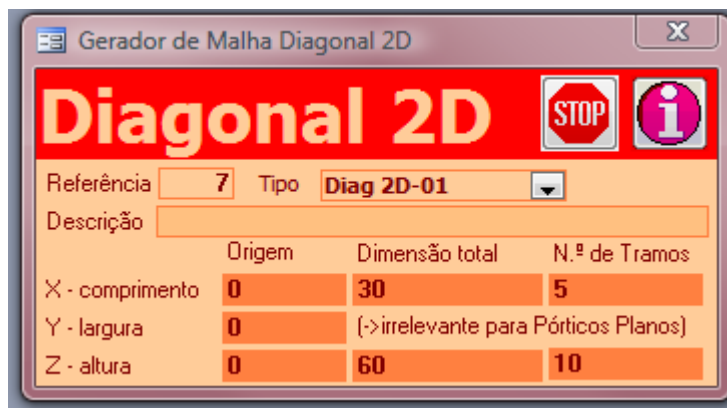 Gerador de Malha Diagonal 2D
Diagonal 2D STOP i
Referência 7 Tipo Diag 2D-01
Descrição
Origem Dimensão total N.º de Tramos
X - comprimento 0 30 5
Y - largura 0 (->irrelevante para Pórticos Planos)
Z - altura 0 60 10